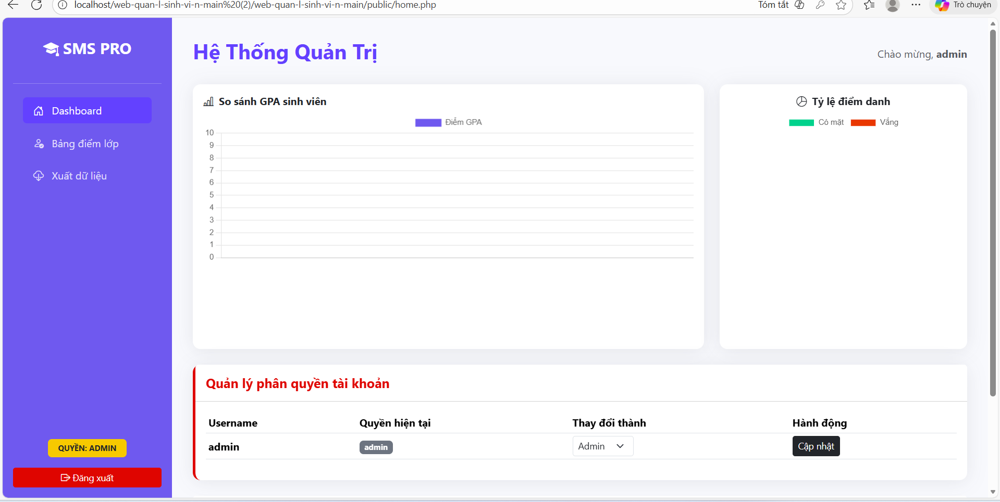 localhost/web-quan-l-sinh-vi-n-main%20(2)/web-quan-l-sinh-vi-n-main/public/home.php
Tóm tắt
Trò chuyện
SMS PRO
Dashboard
Bảng điểm lớp
Xuất dữ liệu
QUYỀN: ADMIN
Đăng xuất
Hệ Thống Quản Trị
Chào mừng, admin
So sánh GPA sinh viên
Điểm GPA
10
9
8
7
6
5
4
3
2
1
0
Tỷ lệ điểm danh
Có mặt Vắng
Quản lý phân quyền tài khoản
Username Quyền hiện tại Thay đổi thành Hành động
admin admin Admin Cập nhật